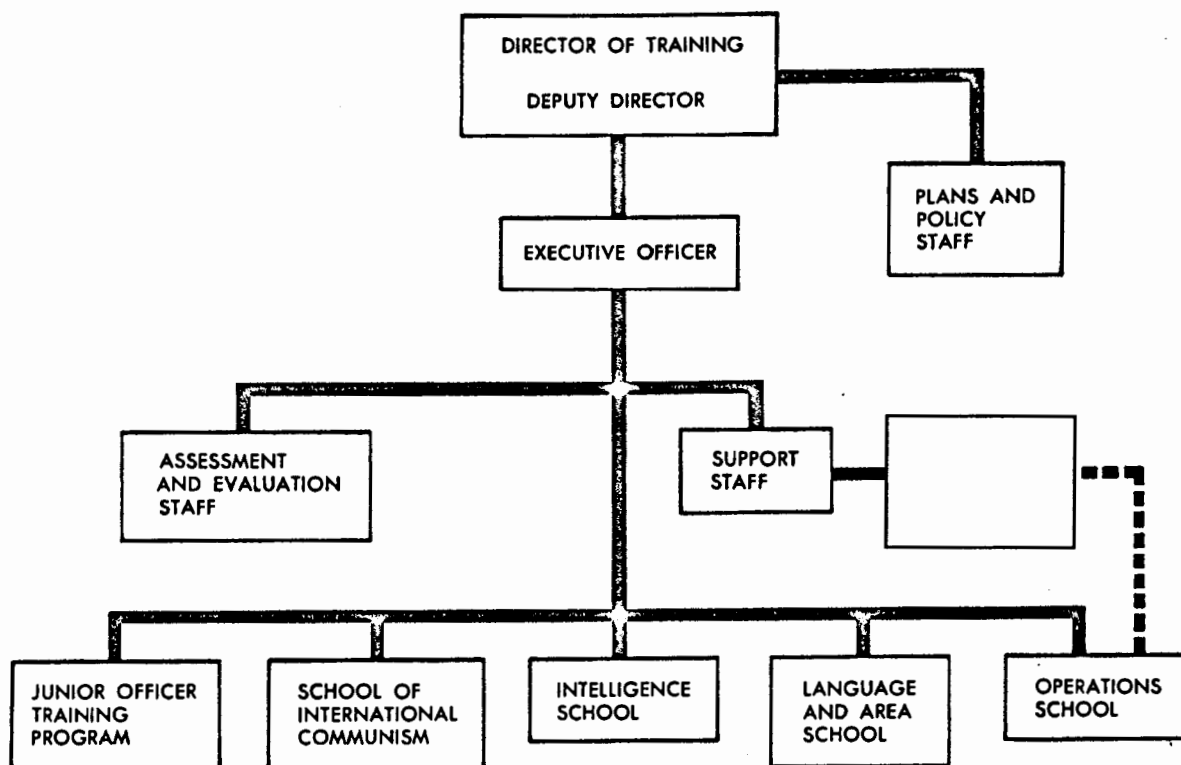 DIRECTOR OF TRAINING
DEPUTY DIRECTOR
PLANS AND
POLICY
STAFF
EXECUTIVE OFFICER
ASSESSMENT
AND EVALUATION
STAFF
SUPPORT
STAFF
JUNIOR OFFICER
TRAINING
PROGRAM
SCHOOL OF
INTERNATIONAL
COMMUNISM
INTELLIGENCE
SCHOOL
LANGUAGE
AND AREA
SCHOOL
OPERATIONS
SCHOOL